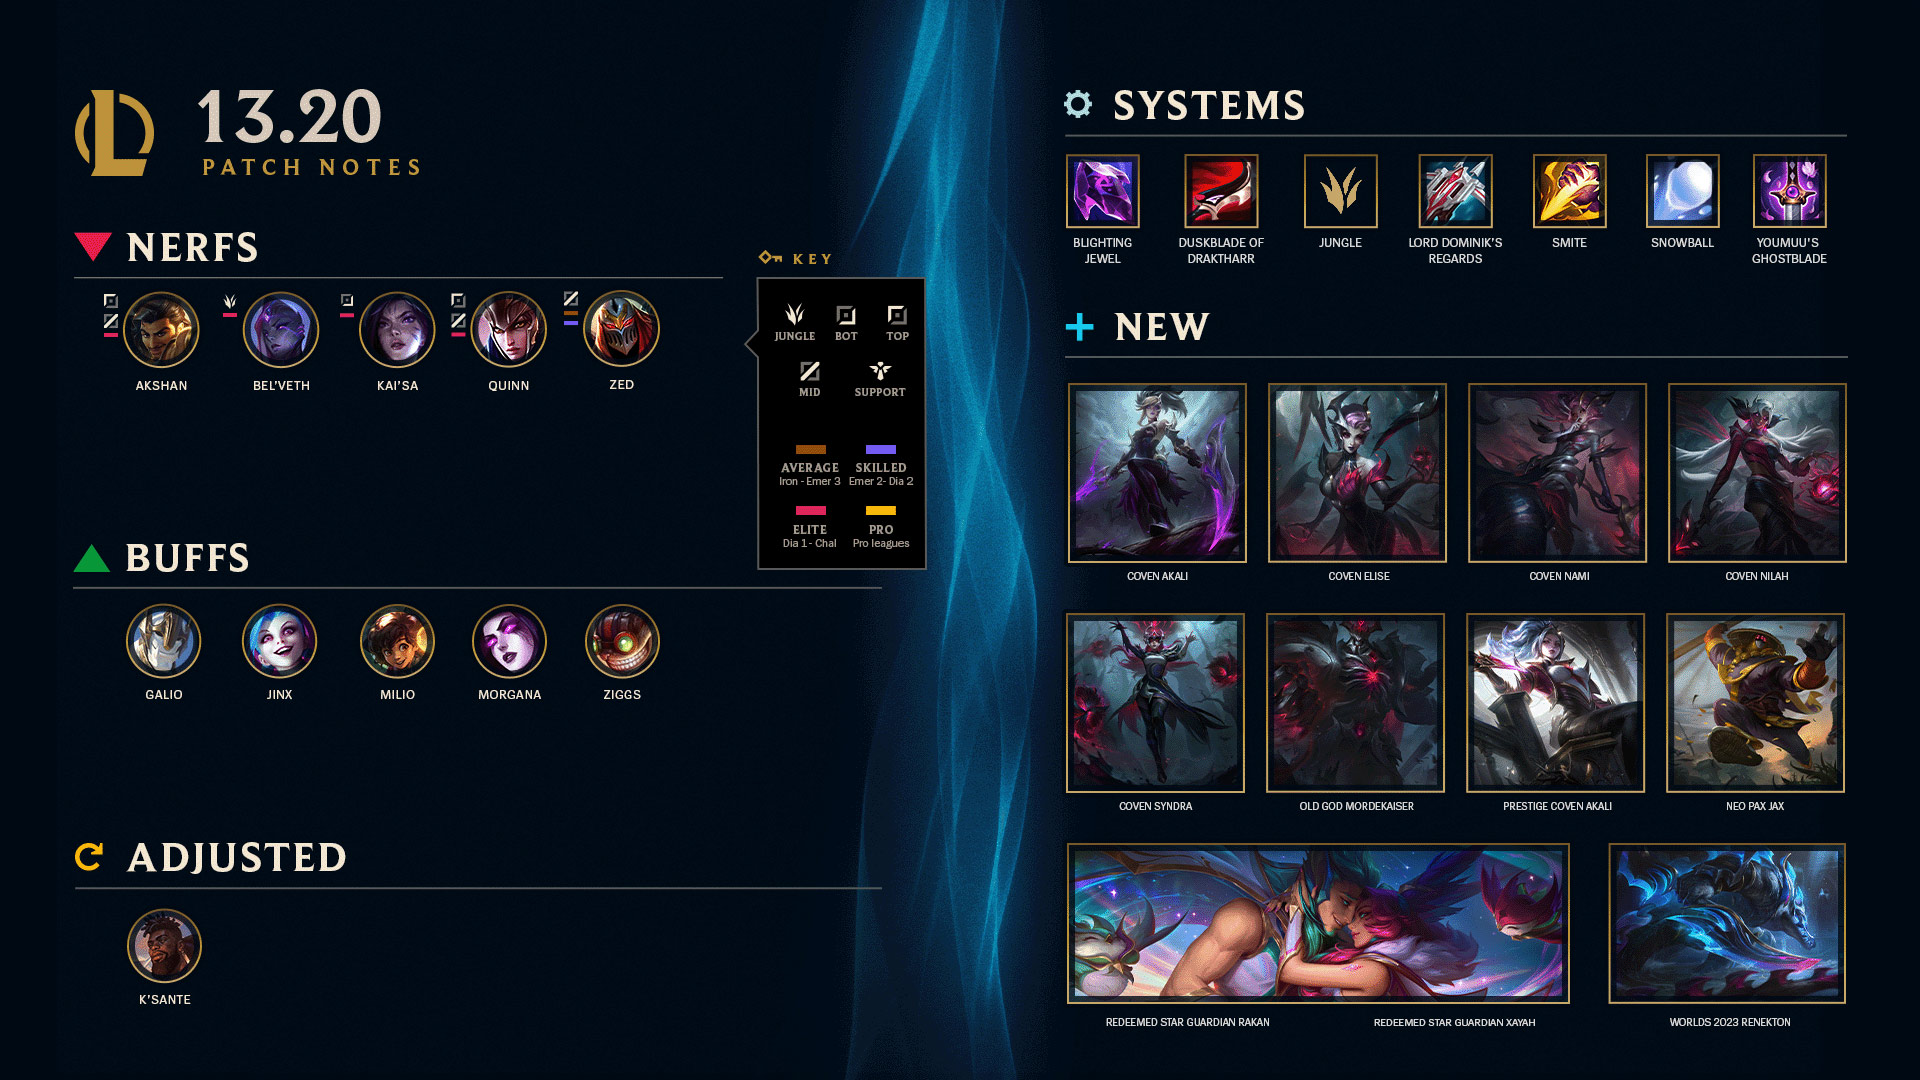 13.20
PATCH NOTES
NERFS
AKSHAN
BEL'VETH
KAI'SA
QUINN
ZED
KEY
JUNGLE
BOT
TOP
MID
SUPPORT
AVERAGE
Iron - Emer 3
SKILLED
Emer 2- Dia 2
ELITE
Dia 1 - Chal
PRO
Pro leagues
BUFFS
GALIO
JINX
MILIO
MORGANA
ZIGGS
ADJUSTED
K'SANTE
SYSTEMS
BLIGHTING
JEWEL
DUSKBLADE OF
DRAKTHARR
JUNGLE
LORD DOMINIK'S
REGARDS
SMITE
SNOWBALL
YOUMUU'S
GHOSTBLADE
NEW
COVEN AKALI
COVEN ELISE
COVEN NAMI
COVEN NILAH
COVEN SYNDRA
OLD GOD MORDEKAISER
PRESTIGE COVEN AKALI
NEO PAX JAX
REDEEMED STAR GUARDIAN RAKAN
REDEEMED STAR GUARDIAN XAYAH
WORLDS 2023 RENEKTON